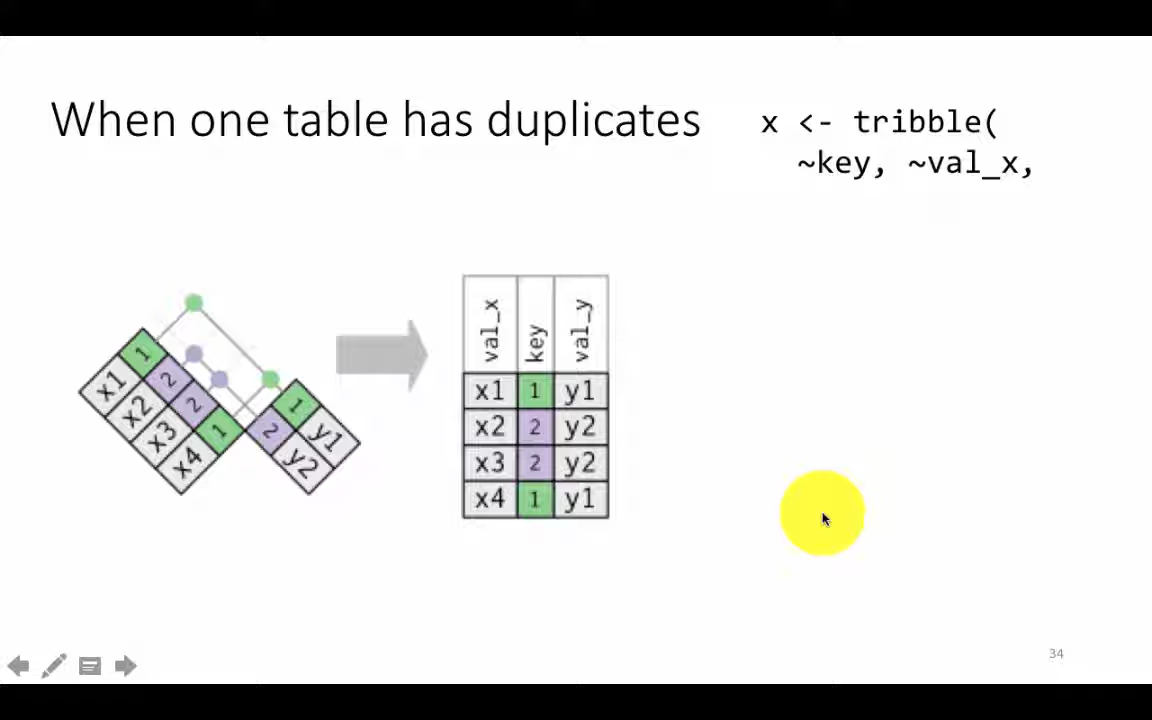 When one table has duplicates
x <- tribble(
~key, ~val_x,
1
2
2
1
x1
x2
x3
x4
1
2
y1
y2
val_x key val_y
x1 1 y1
x2 2 y2
x3 2 y2
x4 1 y1
34